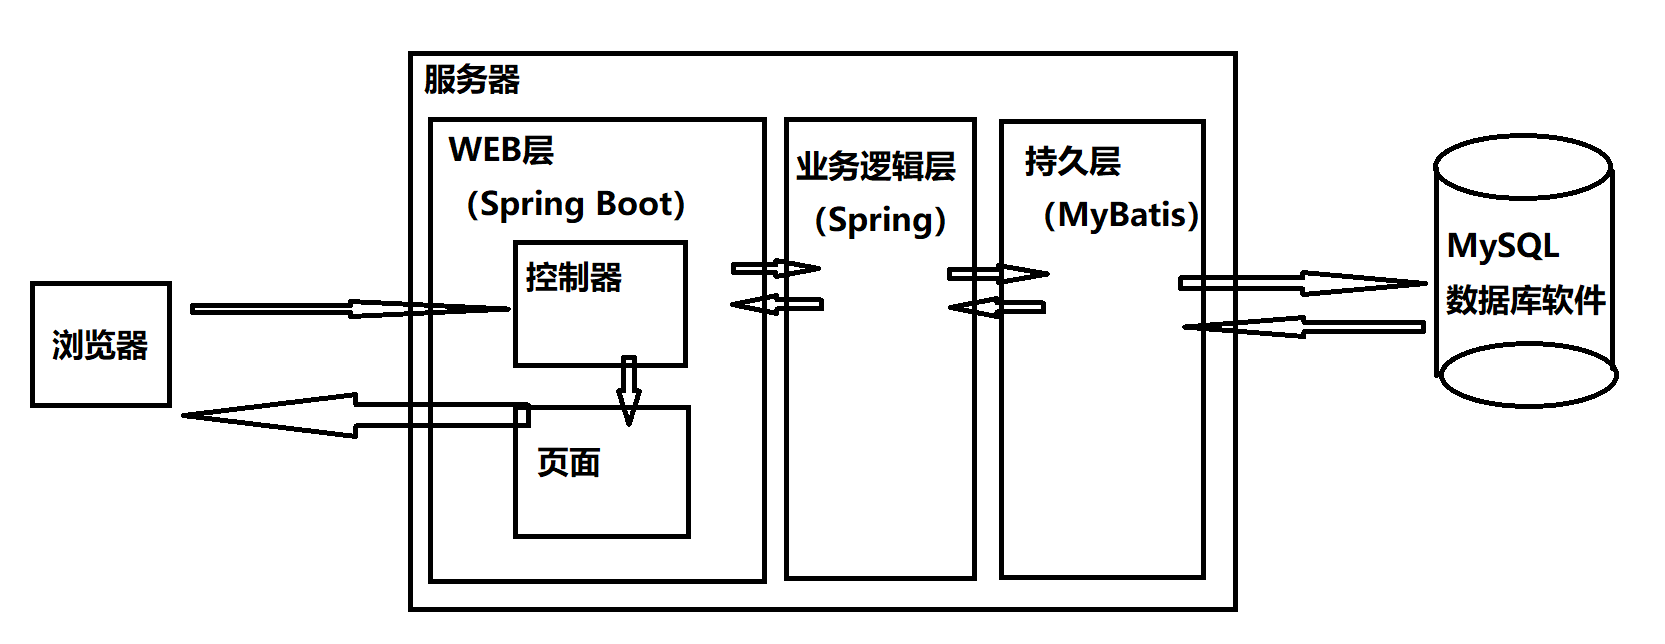 服务器
WEB层
（Spring Boot）
控制器
页面
业务逻辑层
（Spring）
持久层
（MyBatis）
浏览器
MySQL
数据库软件